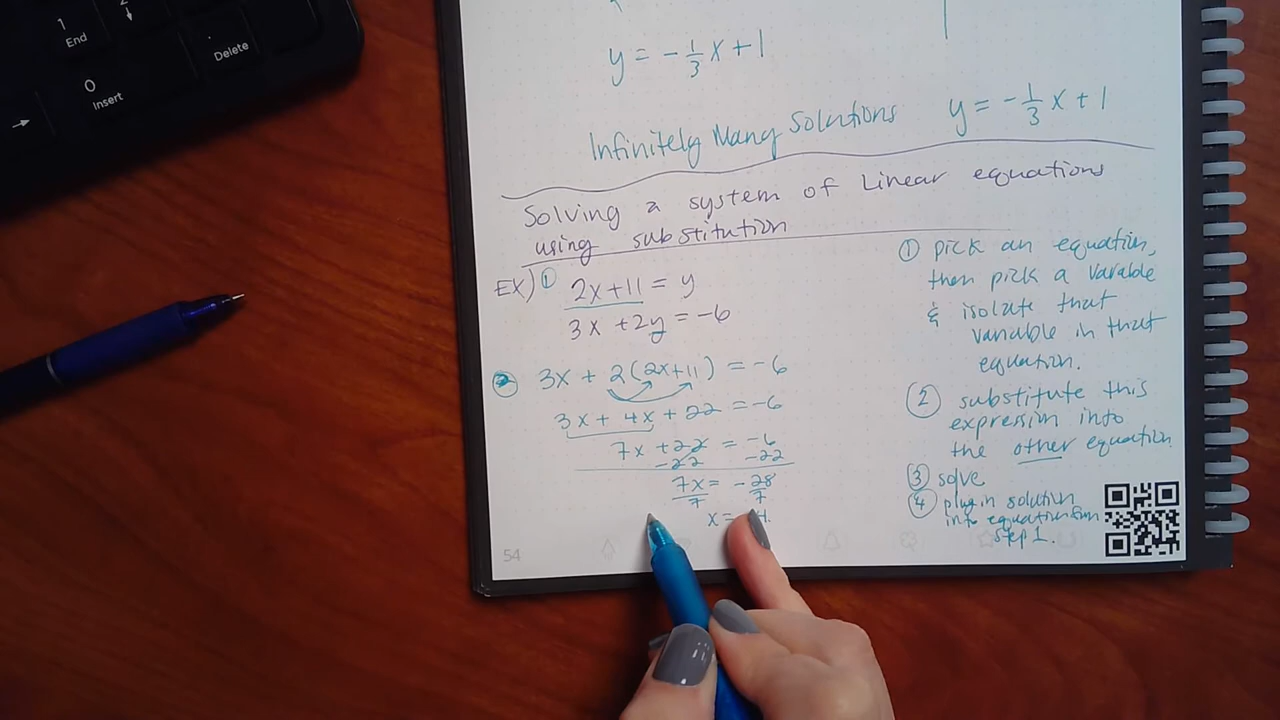 1
End
2
↓
.
Delete
0
Insert
→
y = -1/3 x + 1
Infinitely Many Solutions
y = -1/3 x + 1
Solving a system of Linear equations
using substitution
EX) ① 2x+11 = y
3x + 2y = -6
② 3x + 2(2x+11) = -6
3x + 4x + 22 = -6
7x + 22 = -6
-22 -22
7x = -28
7 7
x =
① pick an equation,
then pick a variable
& isolate that
variable in that
equation.
② substitute this
expression into
the other equation
③ solve
④ plug in solution
into equation from
step 1.
54